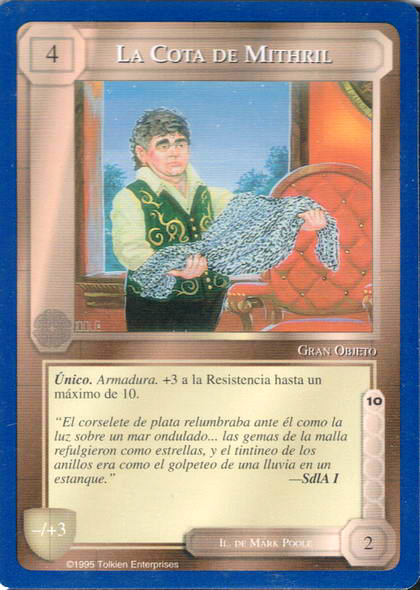 4
LA COTA DE MITHRIL
GRAN OBJETO
Único. Armadura. +3 a la Resistencia hasta un
máximo de 10.
“El corselete de plata relumbraba ante él como la
luz sobre un mar ondulado... las gemas de la malla
refulgieron como estrellas, y el tintineo de los
anillos era como el golpeteo de una lluvia en un
estanque.” —SdlA I
10
–/+3
IL. DE MARK POOLE
2
©1995 Tolkien Enterprises